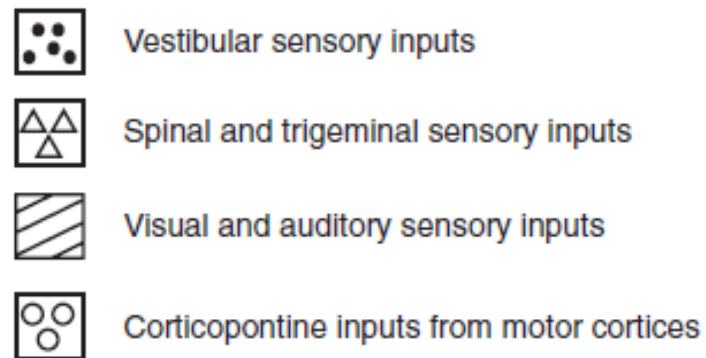 Vestibular sensory inputs
Spinal and trigeminal sensory inputs
Visual and auditory sensory inputs
Corticopontine inputs from motor cortices